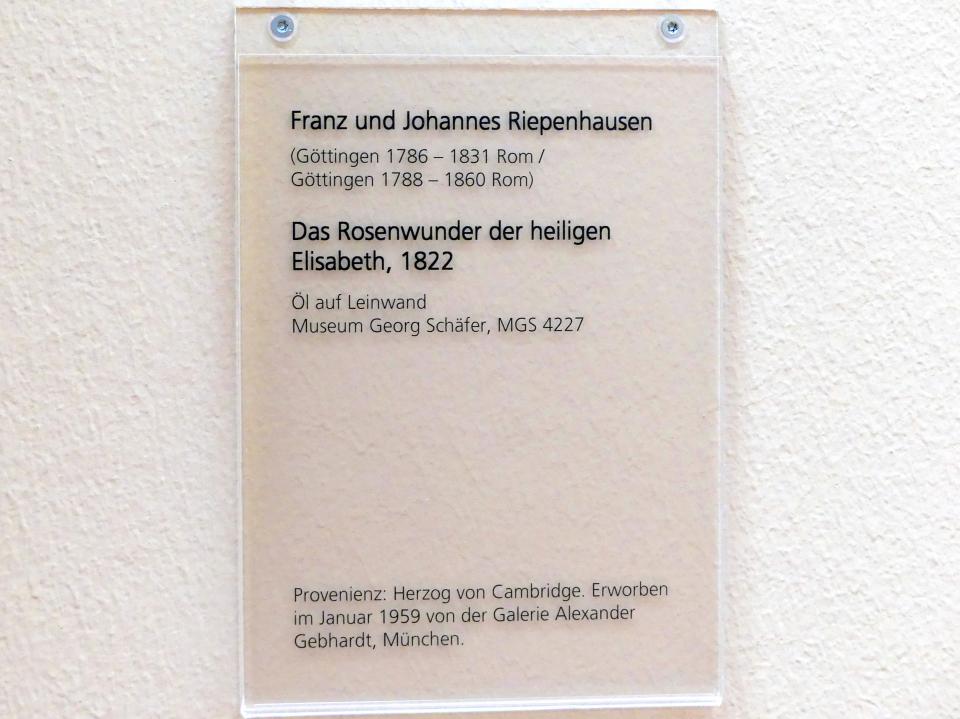 Franz und Johannes Riepenhausen
(Göttingen 1786 – 1831 Rom /
Göttingen 1788 – 1860 Rom)
Das Rosenwunder der heiligen
Elisabeth, 1822
Öl auf Leinwand
Museum Georg Schäfer, MGS 4227
Provenienz: Herzog von Cambridge. Erworben
im Januar 1959 von der Galerie Alexander
Gebhardt, München.